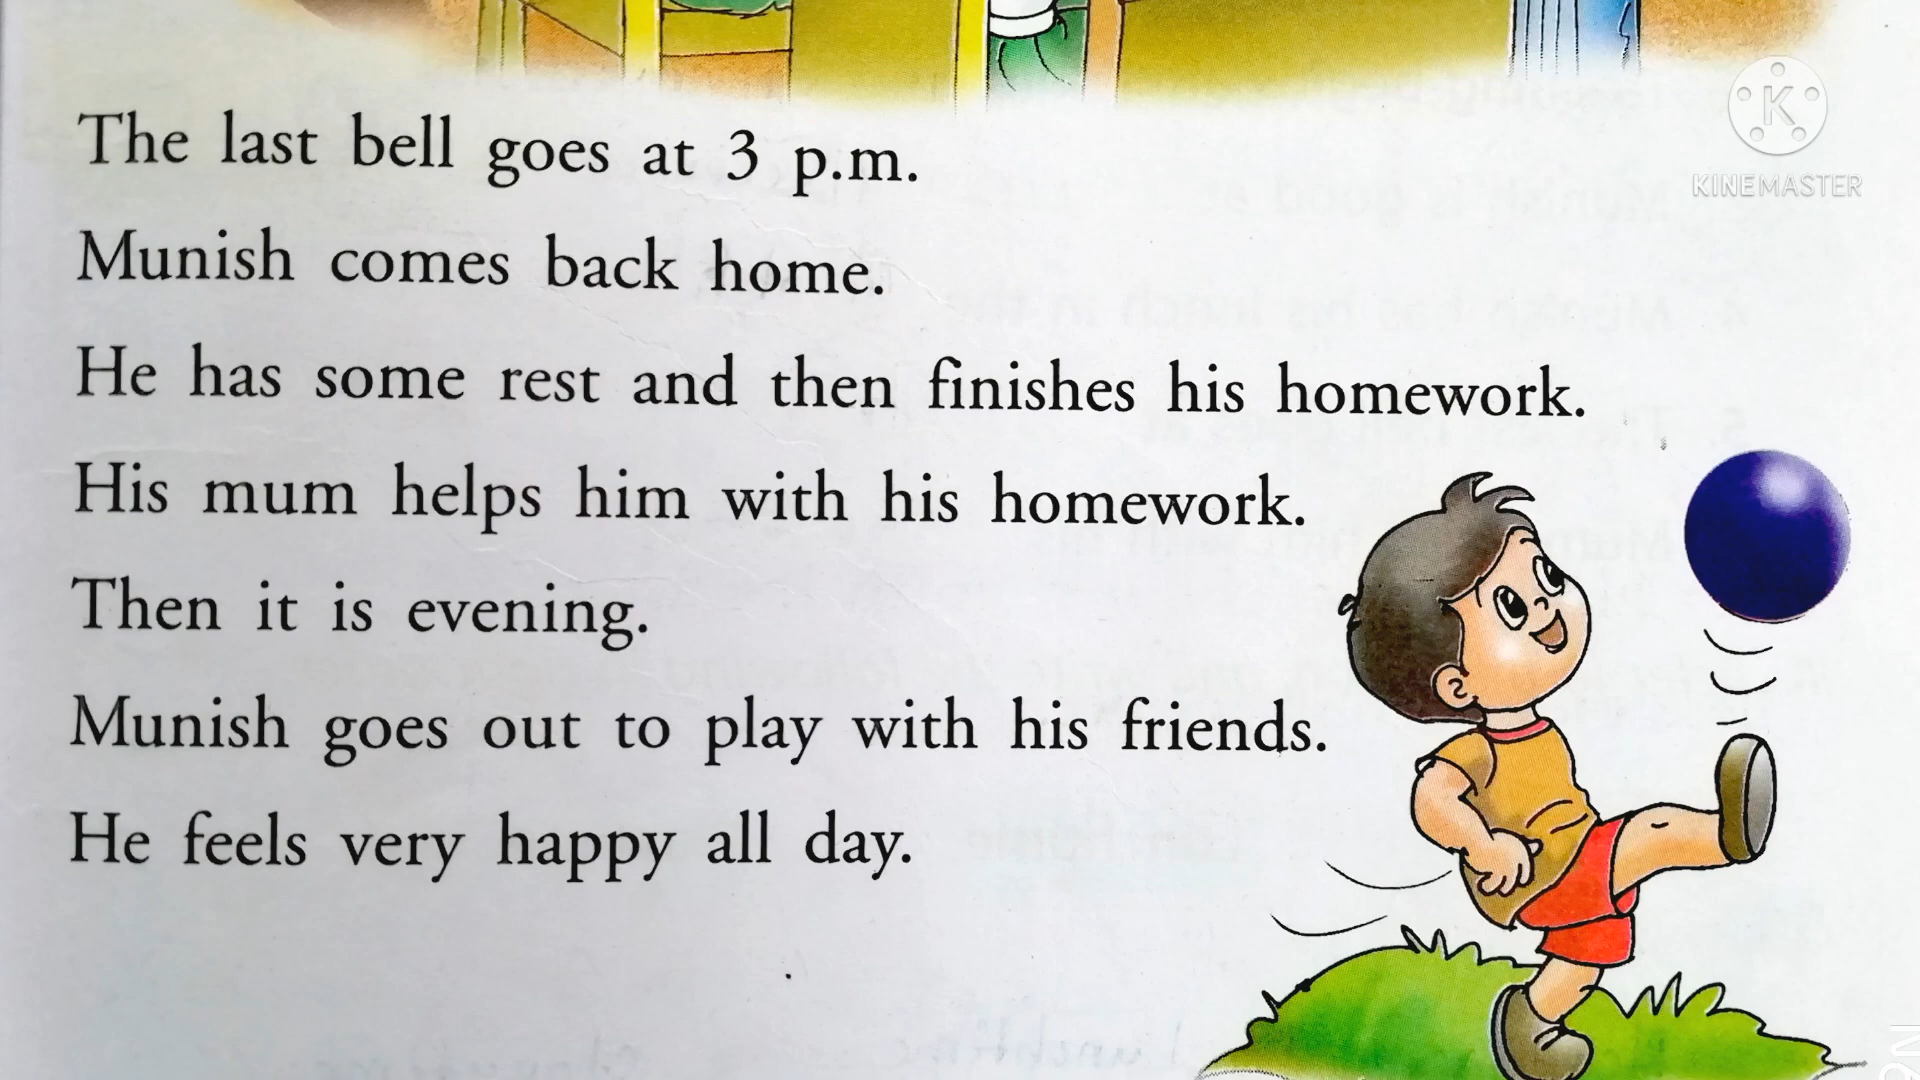 The last bell goes at 3 p.m.
Munish comes back home.
He has some rest and then finishes his homework.
His mum helps him with his homework.
Then it is evening.
Munish goes out to play with his friends.
He feels very happy all day.
K
KINEMASTER